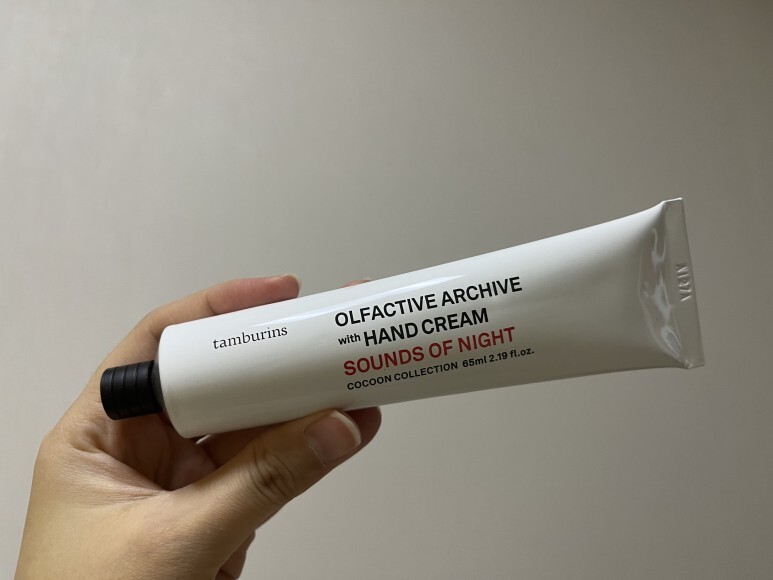 tamburins
OLFACTIVE ARCHIVE
with HAND CREAM
SOUNDS OF NIGHT
COCOON COLLECTION 65ml 2.19 fl.oz.